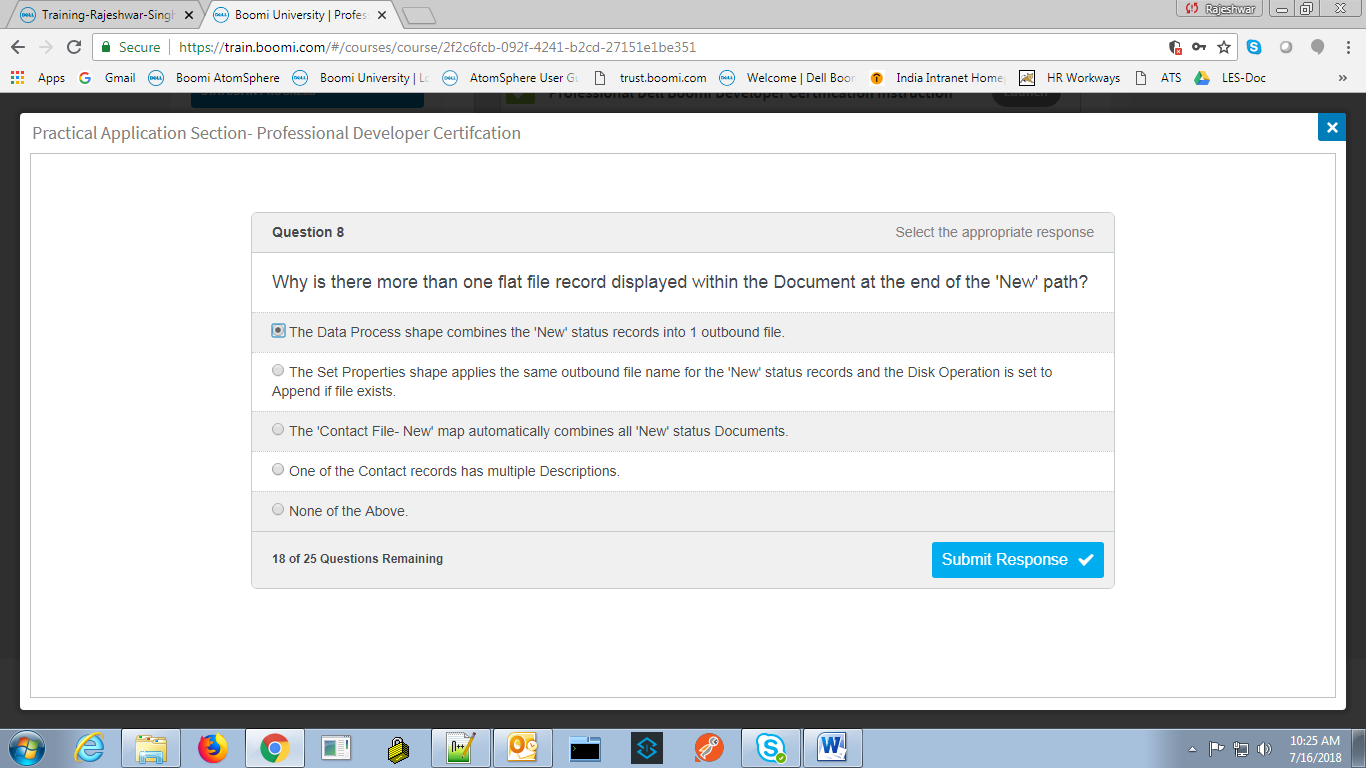 Training-Rajeshwar-Singh
Boomi University | Profes
Rajeshwar
Secure
https://train.boomi.com/#/courses/course/2f2c6fcb-092f-4241-b2cd-27151e1be351
Apps
Gmail
Boomi AtomSphere
Boomi University | Lo
AtomSphere User Gu
trust.boomi.com
Welcome | Dell Boor
India Intranet Home
HR Workways
ATS
LES-Doc
»
Professional Dell Boomi Developer Certification Instruction
Practical Application Section- Professional Developer Certifcation
Question 8
Select the appropriate response
Why is there more than one flat file record displayed within the Document at the end of the 'New' path?
The Data Process shape combines the 'New' status records into 1 outbound file.
The Set Properties shape applies the same outbound file name for the 'New' status records and the Disk Operation is set to
Append if file exists.
The 'Contact File- New' map automatically combines all 'New' status Documents.
One of the Contact records has multiple Descriptions.
None of the Above.
18 of 25 Questions Remaining
Submit Response
10:25 AM
7/16/2018